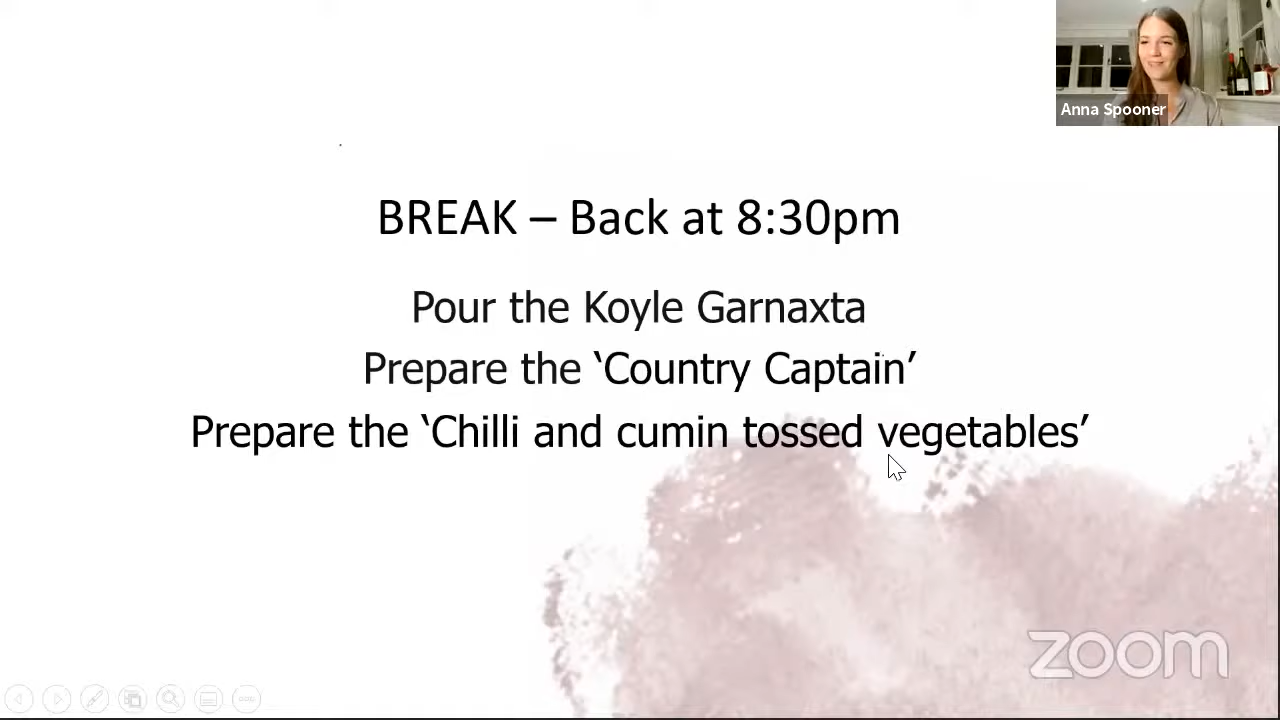 Anna Spooner
BREAK – Back at 8:30pm
Pour the Koyle Garnaxta
Prepare the ‘Country Captain’
Prepare the ‘Chilli and cumin tossed vegetables’
zoom